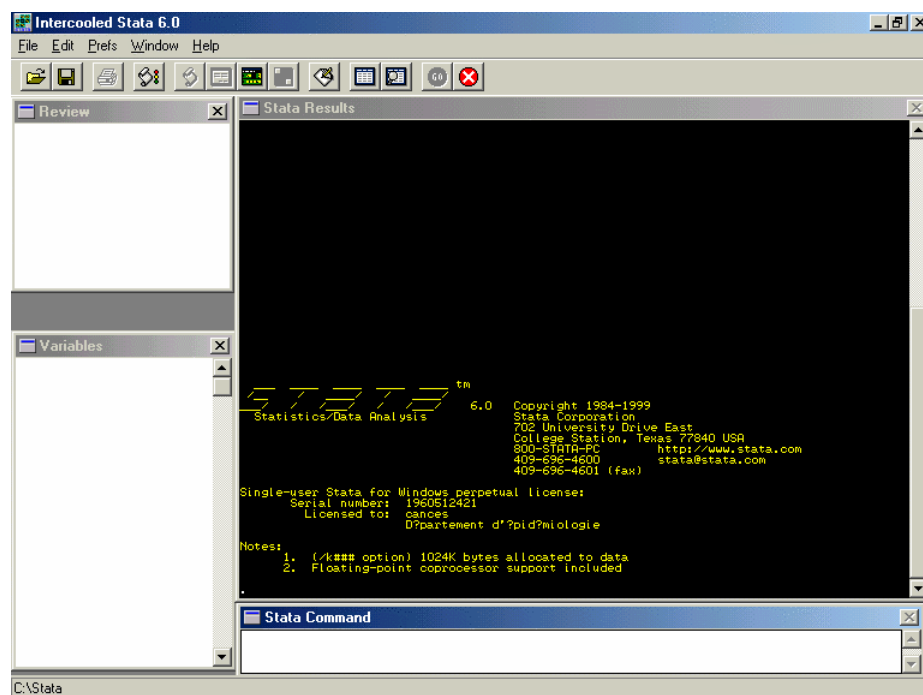 Intercooled Stata 6.0
File Edit Prefs Window Help
GO
Review
Stata Results
Variables
STATA tm
6.0 Copyright 1984-1999
Statistics/Data Analysis Stata Corporation
702 University Drive East
College Station, Texas 77840 USA
800-STATA-PC http://www.stata.com
409-696-4600 stata@stata.com
409-696-4601 (fax)
Single-user Stata for Windows perpetual license:
Serial number: 1960512421
Licensed to: cances
D?partement d'?pid?miologie
Notes:
1. (/k### option) 1024K bytes allocated to data
2. Floating-point coprocessor support included
.
Stata Command
C:\Stata